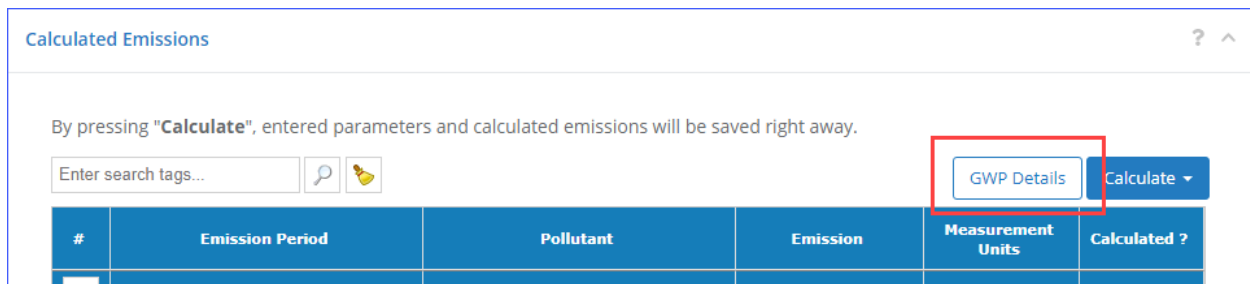 Calculated Emissions ?
By pressing "Calculate", entered parameters and calculated emissions will be saved right away.
Enter search tags... GWP Details Calculate
# Emission Period Pollutant Emission Measurement Units Calculated ?